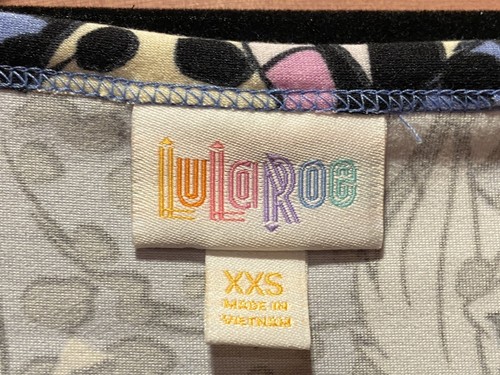 LuLaRoe
XXS
MADE IN
VIETNAM